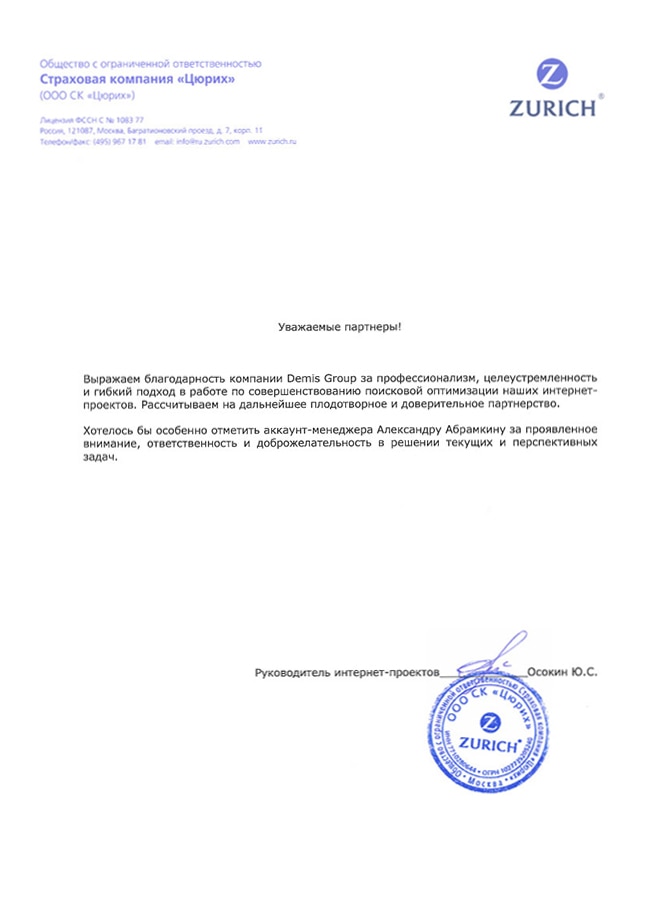 Общество с ограниченной ответственностью
Страховая компания «Цюрих»
(ООО СК «Цюрих»)
Лицензия ФССН С № 1083 77
Россия, 121087, Москва, Багратионовский проезд, д. 7, корп. 11
Телефон/факс: (495) 967 17 81 email: info@ru.zurich.com www.zurich.ru
Z
ZURICH®
Уважаемые партнеры!
Выражаем благодарность компании Demis Group за профессионализм, целеустремленность
и гибкий подход в работе по совершенствованию поисковой оптимизации наших интернет-
проектов. Рассчитываем на дальнейшее плодотворное и доверительное партнерство.
Хотелось бы особенно отметить аккаунт-менеджера Александру Абрамкину за проявленное
внимание, ответственность и доброжелательность в решении текущих и перспективных
задач.
Руководитель интернет-проектов Осокин Ю.С.
Общество с ограниченной ответственностью Страховая компания «Цюрих»
ООО СК «Цюрих»
Z
ZURICH
ИНН 7710280644 • ОГРН
• Москва •